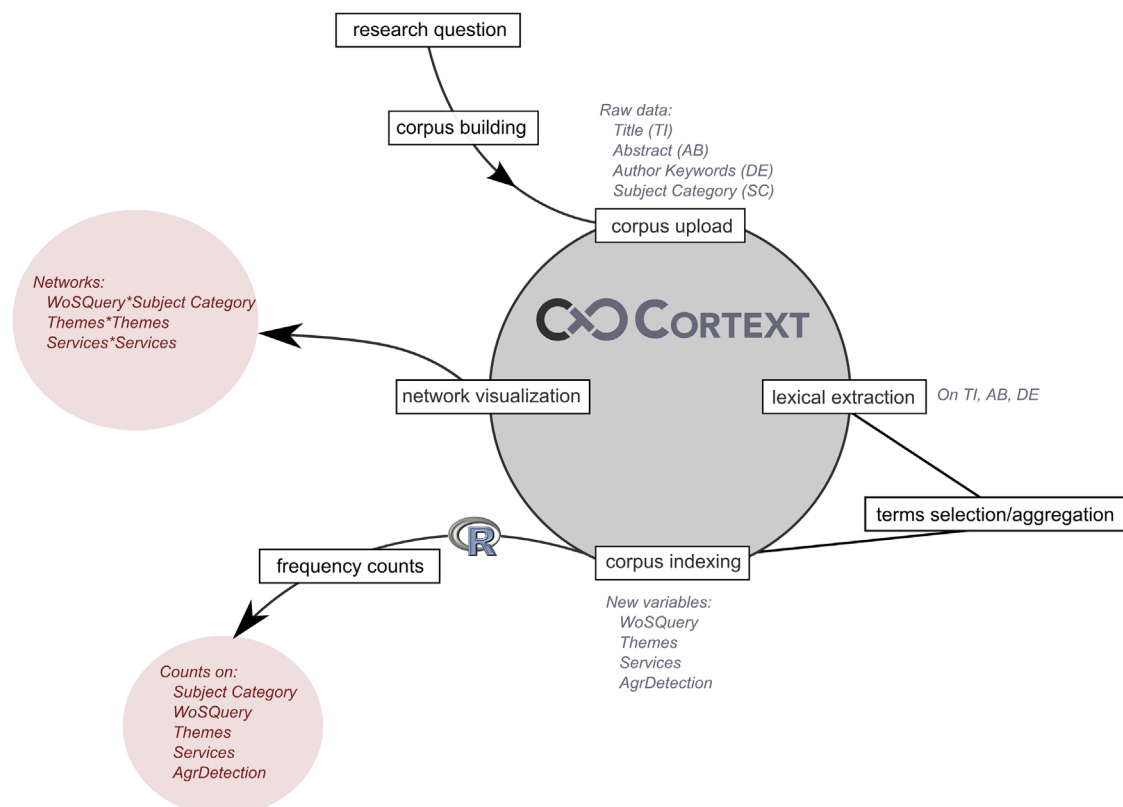 research question
corpus building
Raw data:
Title (TI)
Abstract (AB)
Author Keywords (DE)
Subject Category (SC)
corpus upload
CORTEXT
Networks:
WoSQuery*Subject Category
Themes*Themes
Services*Services
network visualization
lexical extraction
On TI, AB, DE
terms selection/aggregation
R
frequency counts
corpus indexing
New variables:
WoSQuery
Themes
Services
AgrDetection
Counts on:
Subject Category
WoSQuery
Themes
Services
AgrDetection